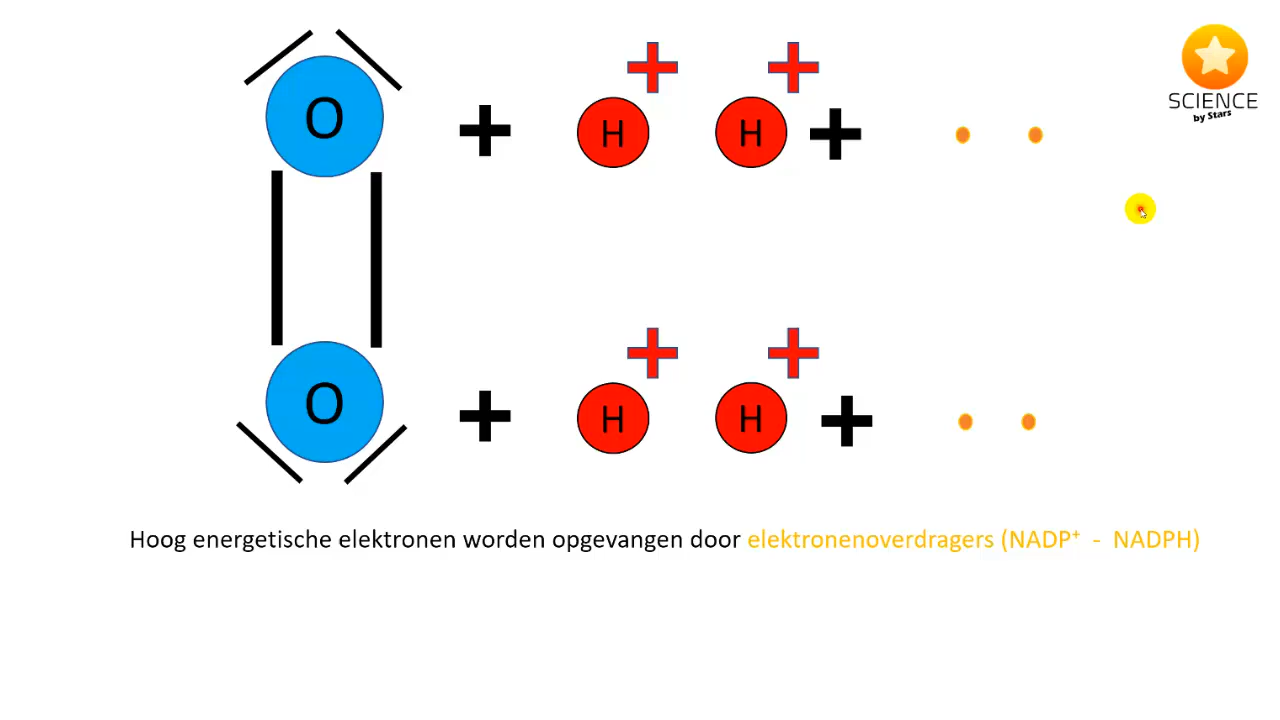 O + H H +
SCIENCE
by Stars
O + H H +
Hoog energetische elektronen worden opgevangen door elektronenoverdragers (NADP⁺ - NADPH)